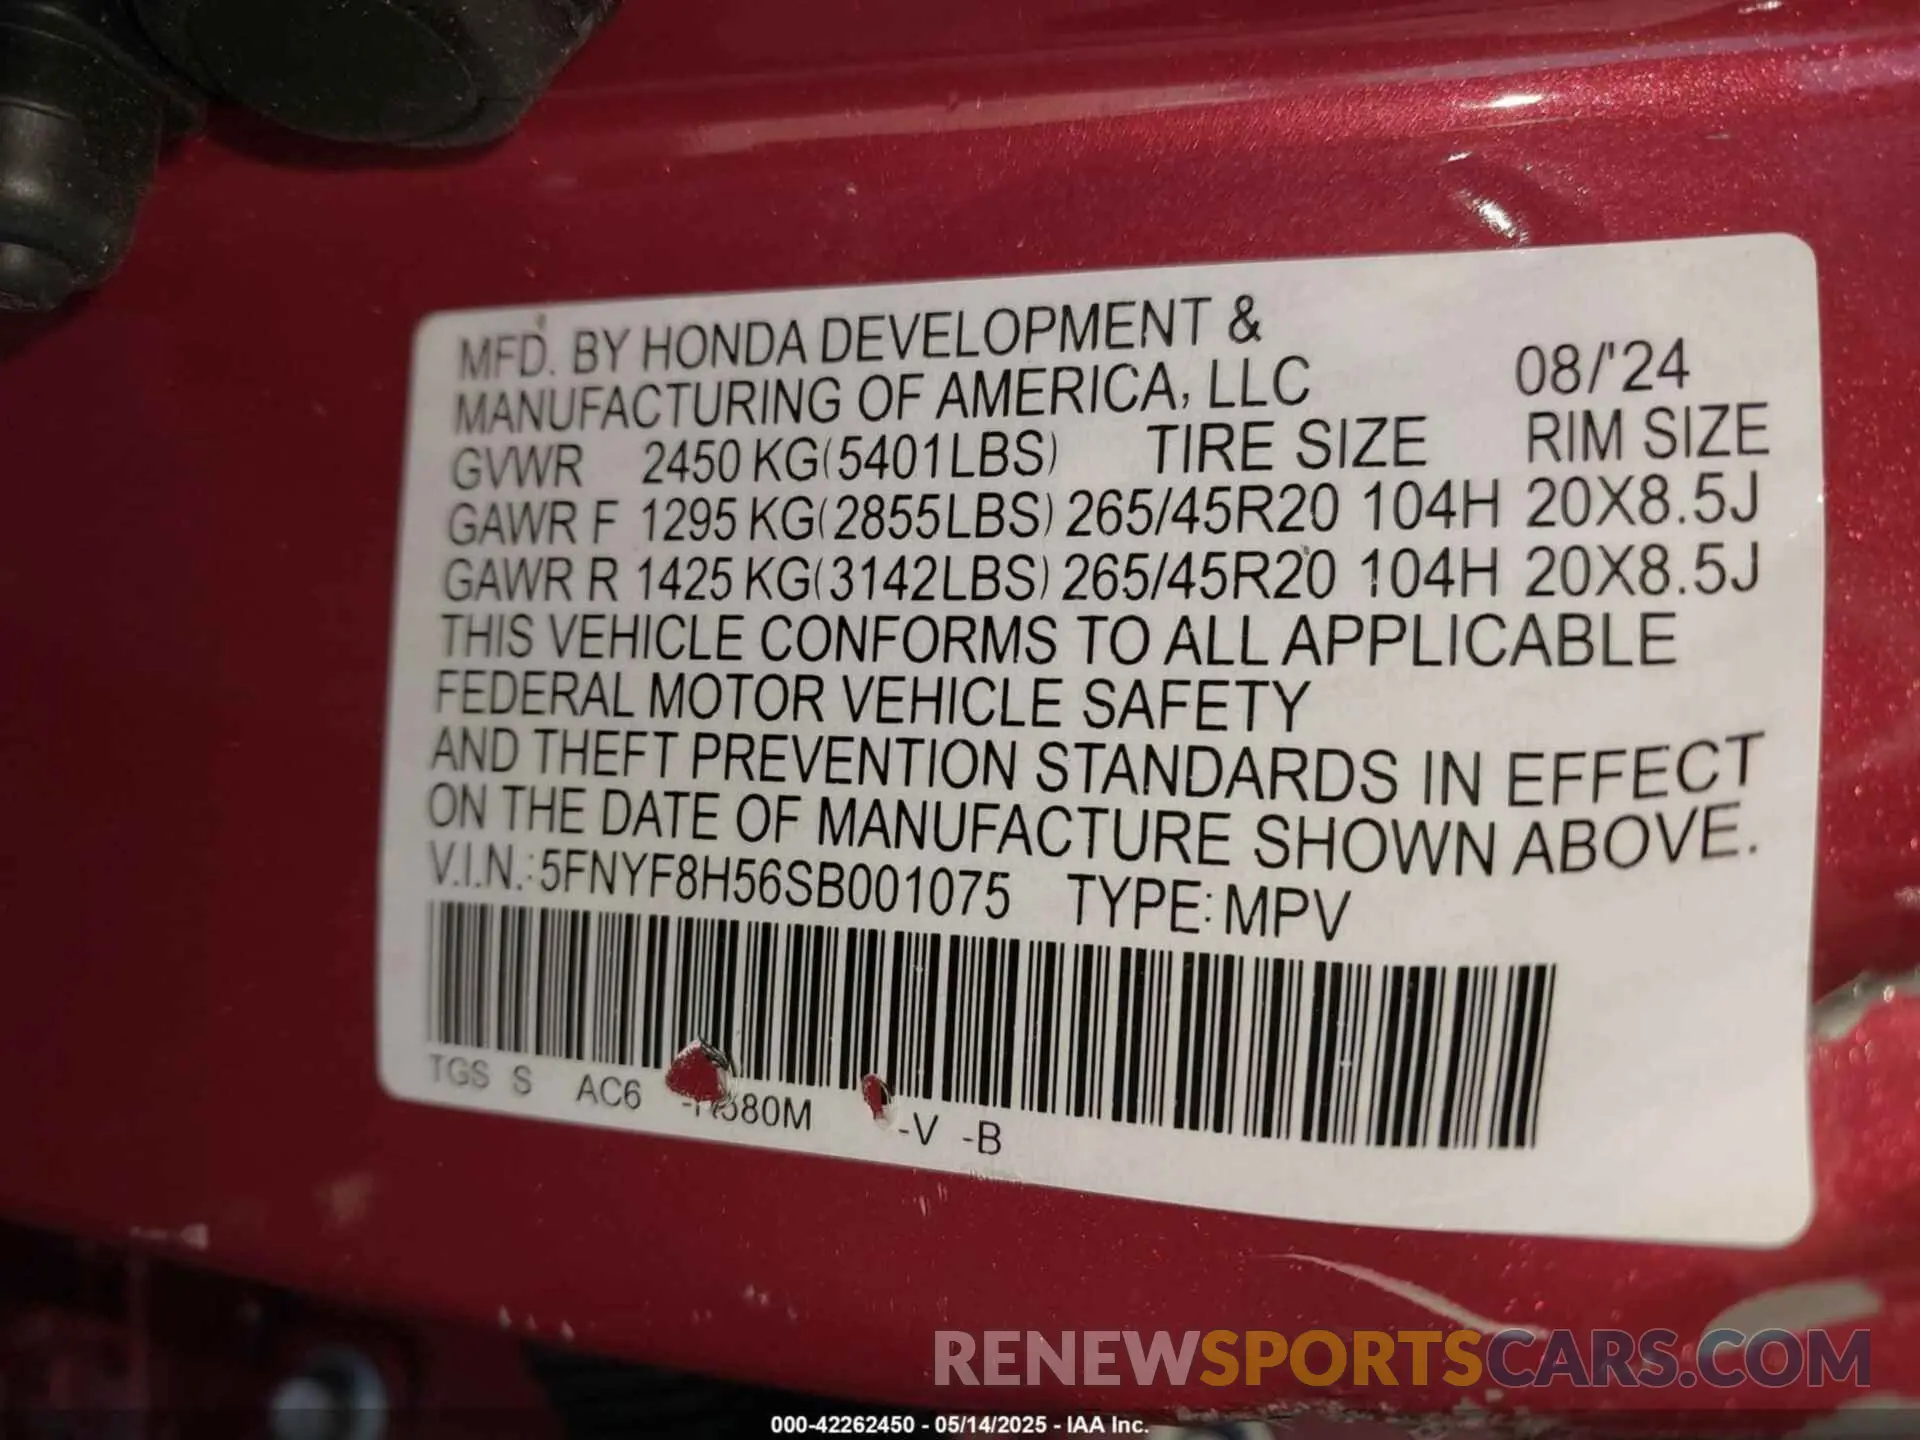 MFD. BY HONDA DEVELOPMENT &
MANUFACTURING OF AMERICA, LLC 08/'24
GVWR 2450 KG(5401LBS) TIRE SIZE RIM SIZE
GAWR F 1295 KG(2855LBS) 265/45R20 104H 20X8.5J
GAWR R 1425 KG(3142LBS) 265/45R20 104H 20X8.5J
THIS VEHICLE CONFORMS TO ALL APPLICABLE
FEDERAL MOTOR VEHICLE SAFETY
AND THEFT PREVENTION STANDARDS IN EFFECT
ON THE DATE OF MANUFACTURE SHOWN ABOVE.
V.I.N.:5FNYF8H56SB001075 TYPE:MPV
TGS S AC6 -V -B
RENEWSPORTSCARS.COM
000-42262450 - 05/14/2025 - IAA Inc.